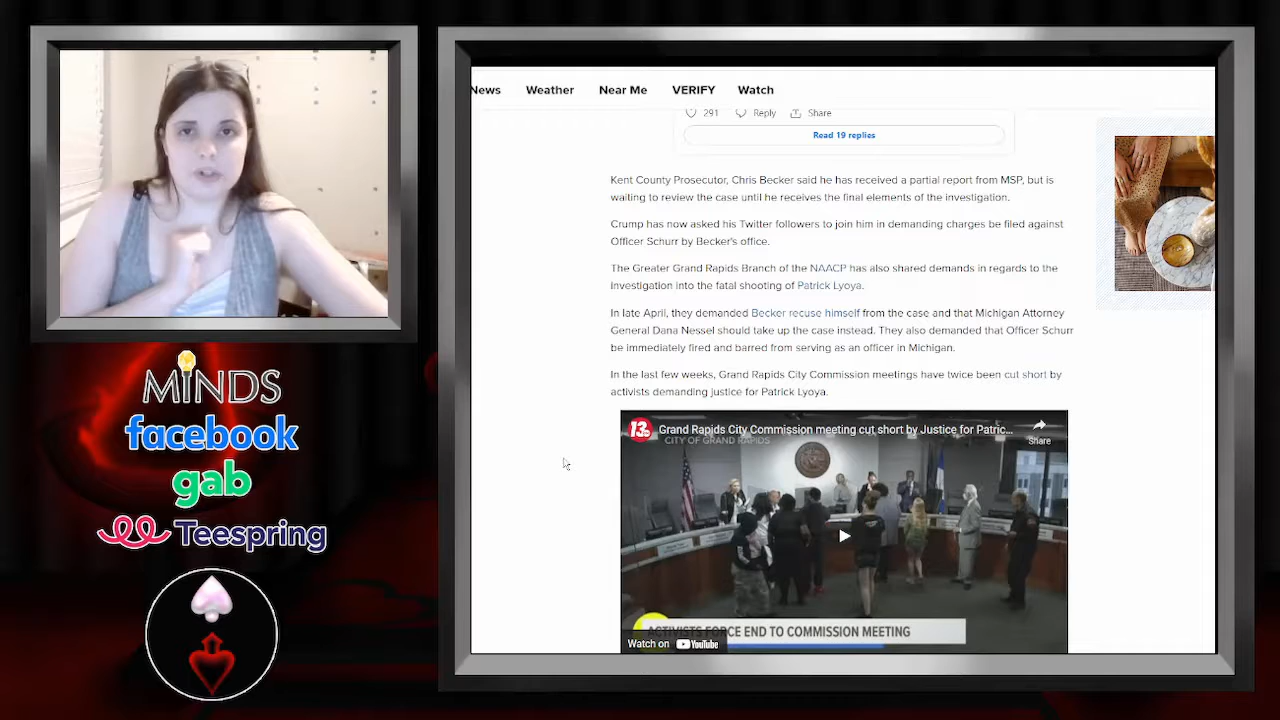 News Weather Near Me VERIFY Watch
291 Reply Share
Read 19 replies
Kent County Prosecutor, Chris Becker said he has received a partial report from MSP, but is
waiting to review the case until he receives the final elements of the investigation.
Crump has now asked his Twitter followers to join him in demanding charges be filed against
Officer Schurr by Becker's office.
The Greater Grand Rapids Branch of the NAACP has also shared demands in regards to the
investigation into the fatal shooting of Patrick Lyoya.
In late April, they demanded Becker recuse himself from the case and that Michigan Attorney
General Dana Nessel should take up the case instead. They also demanded that Officer Schurr
be immediately fired and barred from serving as an officer in Michigan.
In the last few weeks, Grand Rapids City Commission meetings have twice been cut short by
activists demanding justice for Patrick Lyoya.
13 Grand Rapids City Commission meeting cut short by Justice for Patric...
CITY OF GRAND RAPIDS
Share
ACTIVISTS FORCE END TO COMMISSION MEETING
Watch on YouTube
MINDS
facebook
gab
Teespring